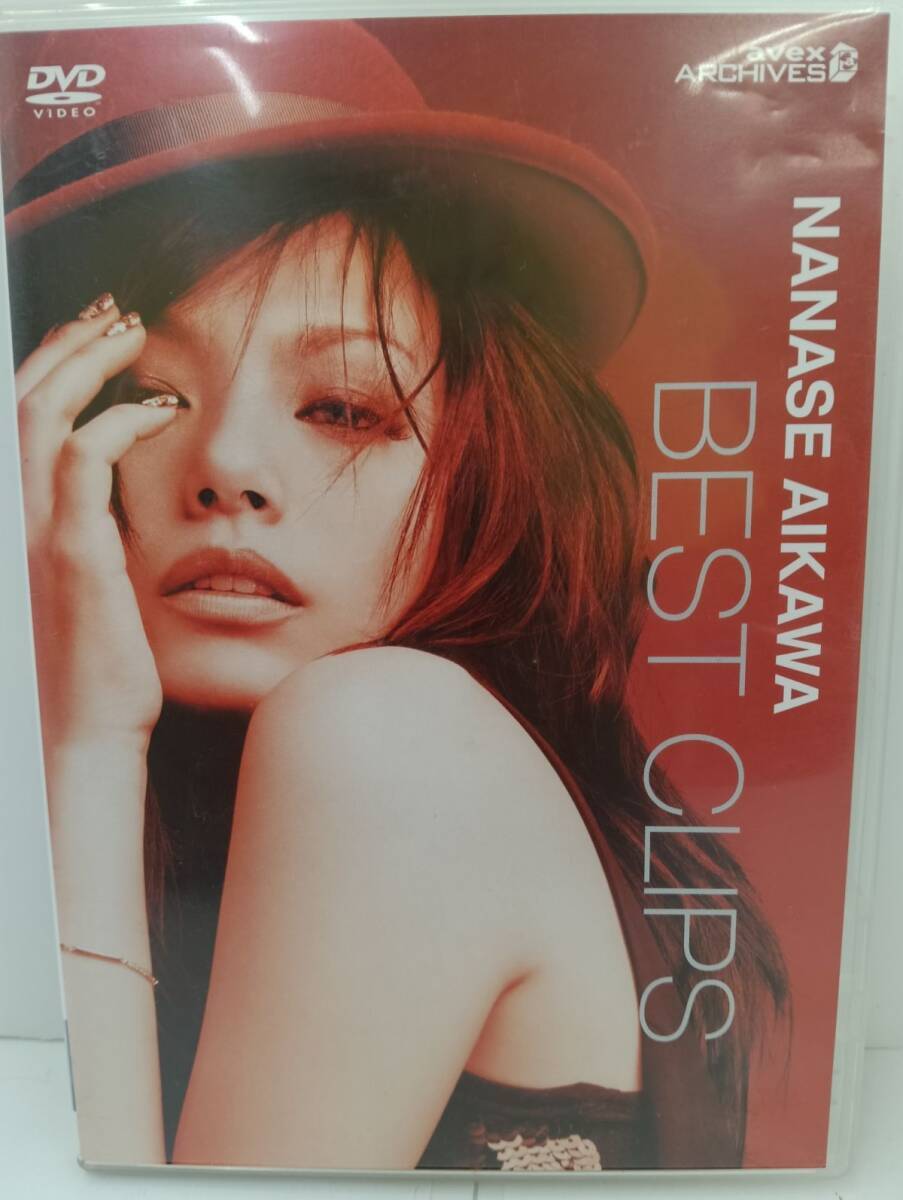 DVD
VIDEO
avex
ARCHIVES
NANASE AIKAWA
BEST CLIPS